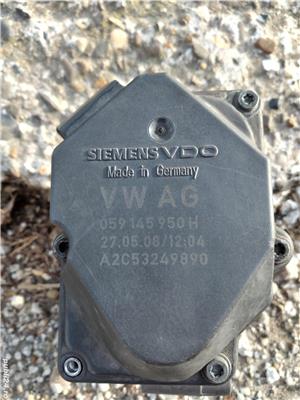 SIEMENS VDO
Made in Germany
VW AG
059 145 950 H
27.05.08/12:04
A2C53249890